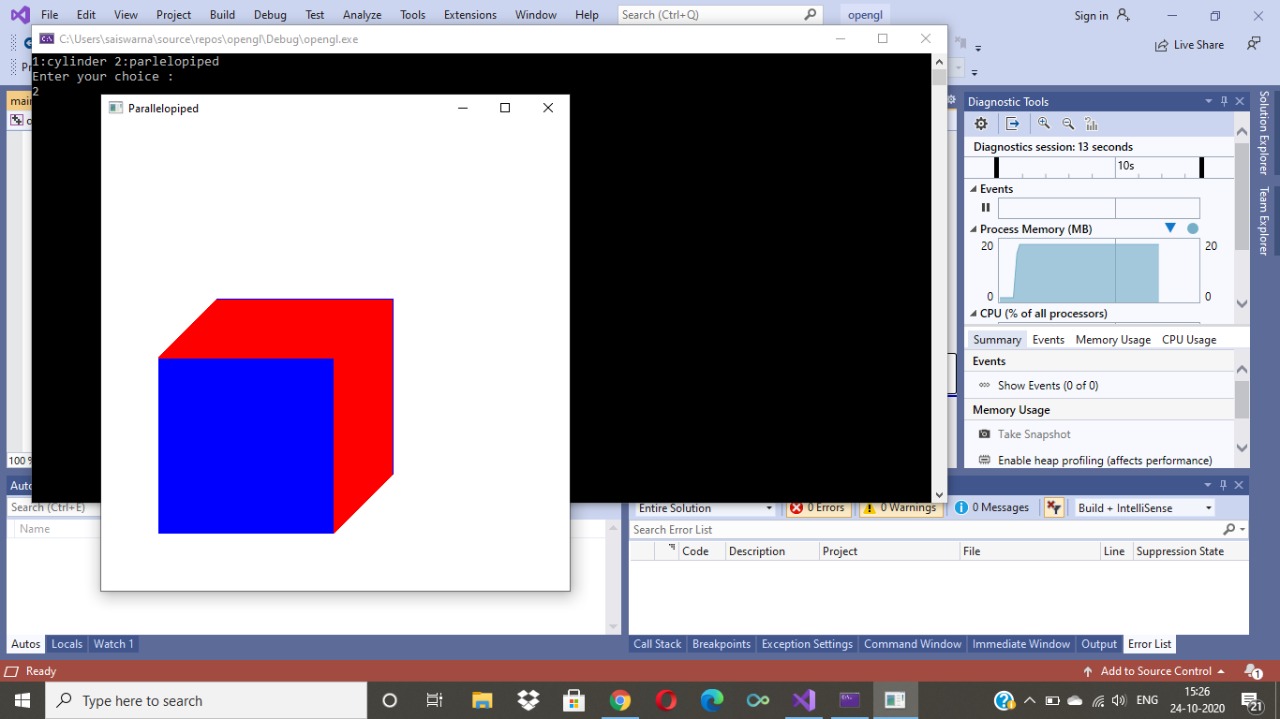 File Edit View Project Build Debug Test Analyze Tools Extensions Window Help Search (Ctrl+Q) opengl Sign in
C:\Users\saiswarna\source\repos\opengl\Debug\opengl.exe
Live Share
1:cylinder 2:parlelopiped
Enter your choice :
2
Parallelopiped
Diagnostic Tools
Diagnostics session: 13 seconds
10s
Events
Process Memory (MB)
20 20
0 0
CPU (% of all processors)
Summary Events Memory Usage CPU Usage
Events
Show Events (0 of 0)
Memory Usage
Take Snapshot
Enable heap profiling (affects performance)
Solution Explorer
Team Explorer
100 %
Search (Ctrl+E)
Name
Entire Solution 0 Errors 0 Warnings 0 Messages Build + IntelliSense
Search Error List
Code Description Project File Line Suppression State
Autos Locals Watch 1
Call Stack Breakpoints Exception Settings Command Window Immediate Window Output Error List
Ready
Add to Source Control 1
Type here to search
ENG 15:26
24-10-2020 21